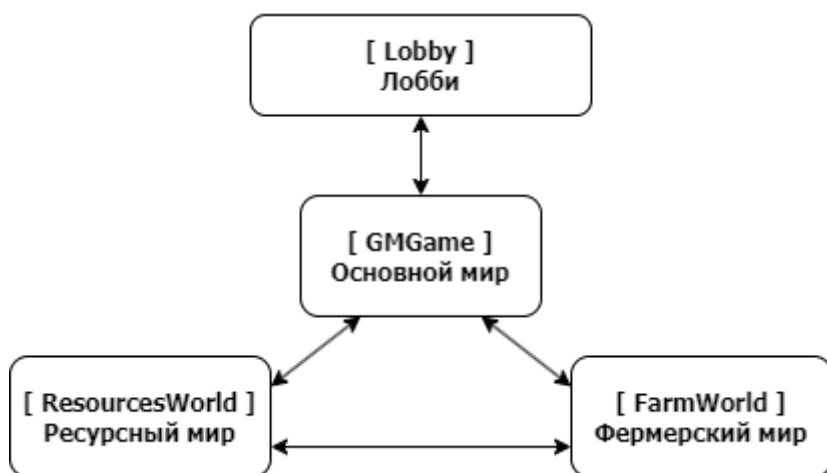 [ Lobby ]
Лобби
[ GMGame ]
Основной мир
[ ResourcesWorld ]
Ресурсный мир
[ FarmWorld ]
Фермерский мир